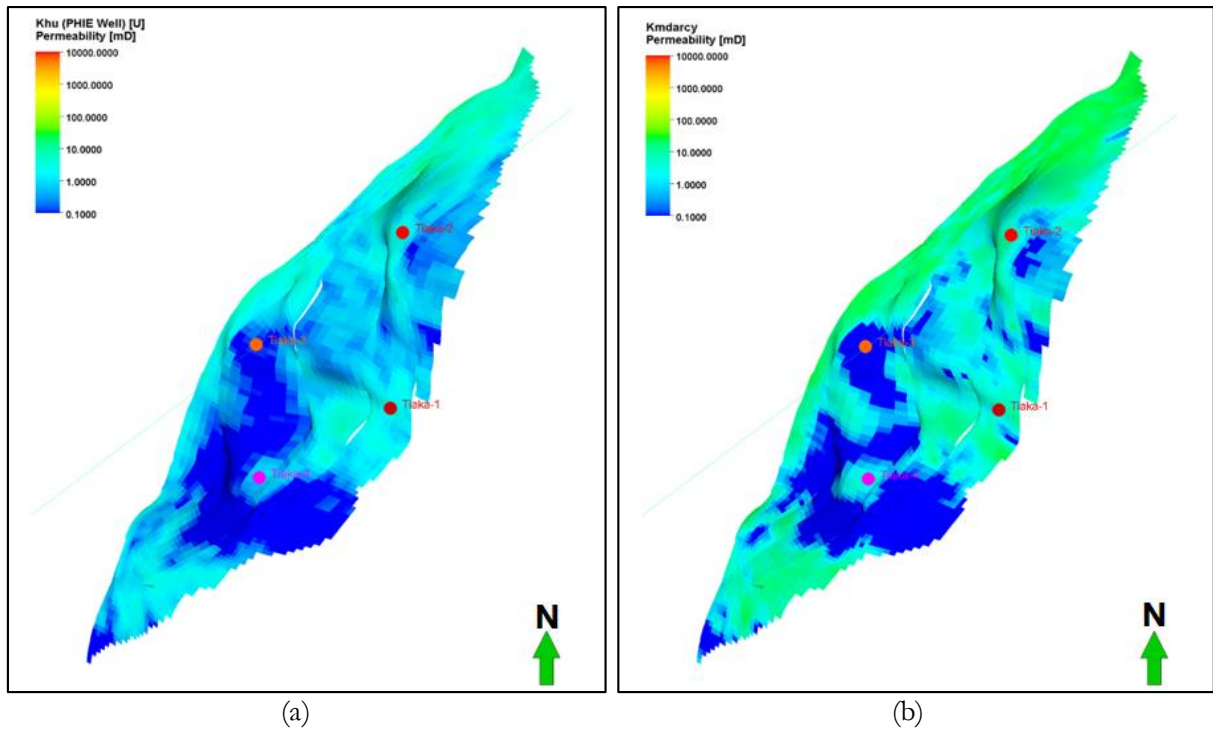 Khu (PHIE Well) [U]
Permeability [mD]
10000.0000
1000.0000
100.0000
10.0000
1.0000
0.1000
Tiaka-2
Tiaka-1
N
(a)
Kmdarcy
Permeability [mD]
10000.0000
1000.0000
100.0000
10.0000
1.0000
0.1000
Tiaka-2
Tiaka-1
N
(b)